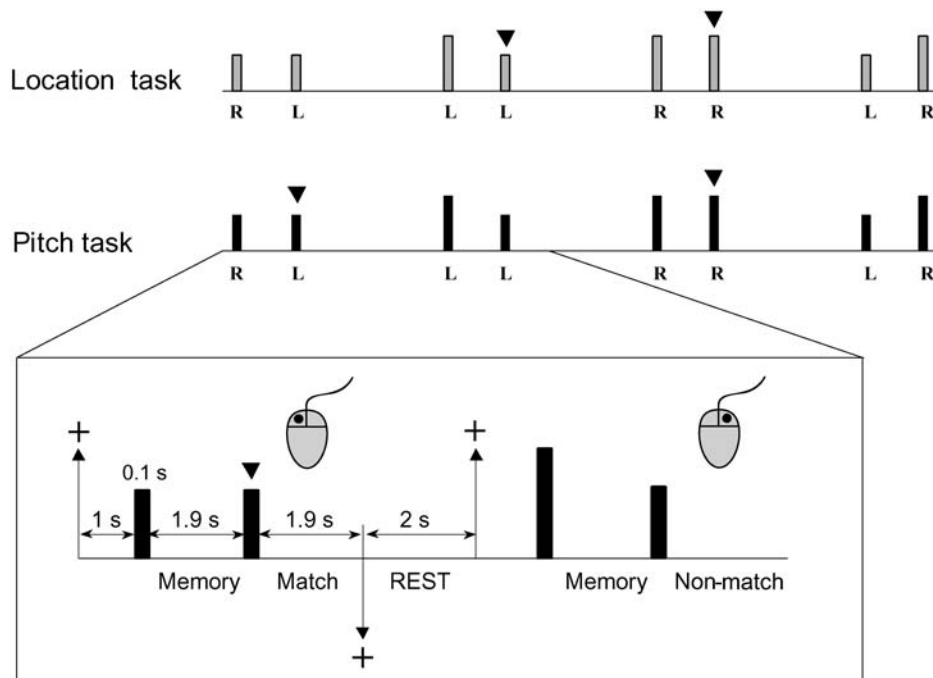 Location task
R L L L R R L R
Pitch task
R L L L R R L R
+ +
0.1 s
1 s 1.9 s 1.9 s 2 s
Memory Match REST Memory Non-match
+